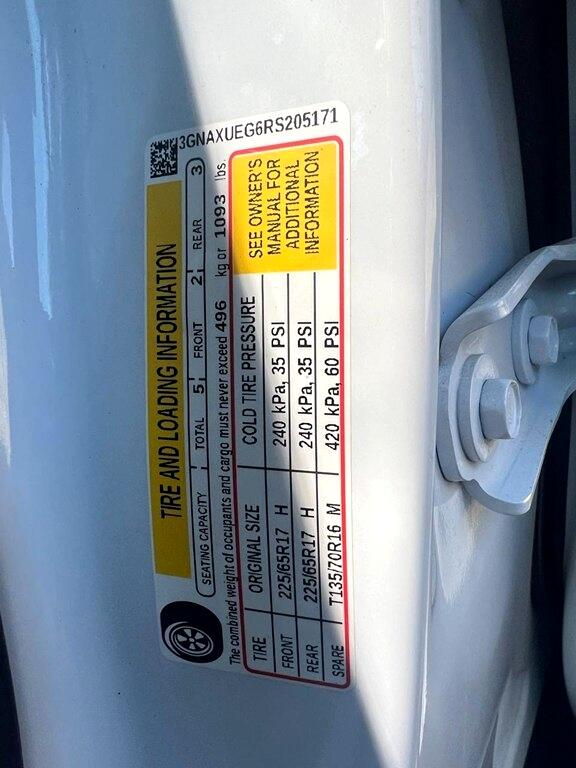 3GNAXUEG6RS205171
TIRE AND LOADING INFORMATION
SEATING CAPACITY TOTAL 5 FRONT 2 REAR 3
The combined weight of occupants and cargo must never exceed 496 kg or 1093 lbs.
TIRE ORIGINAL SIZE COLD TIRE PRESSURE
FRONT 225/65R17 H 240 kPa, 35 PSI
REAR 225/65R17 H 240 kPa, 35 PSI
SPARE T135/70R16 M 420 kPa, 60 PSI
SEE OWNER'S
MANUAL FOR
ADDITIONAL
INFORMATION